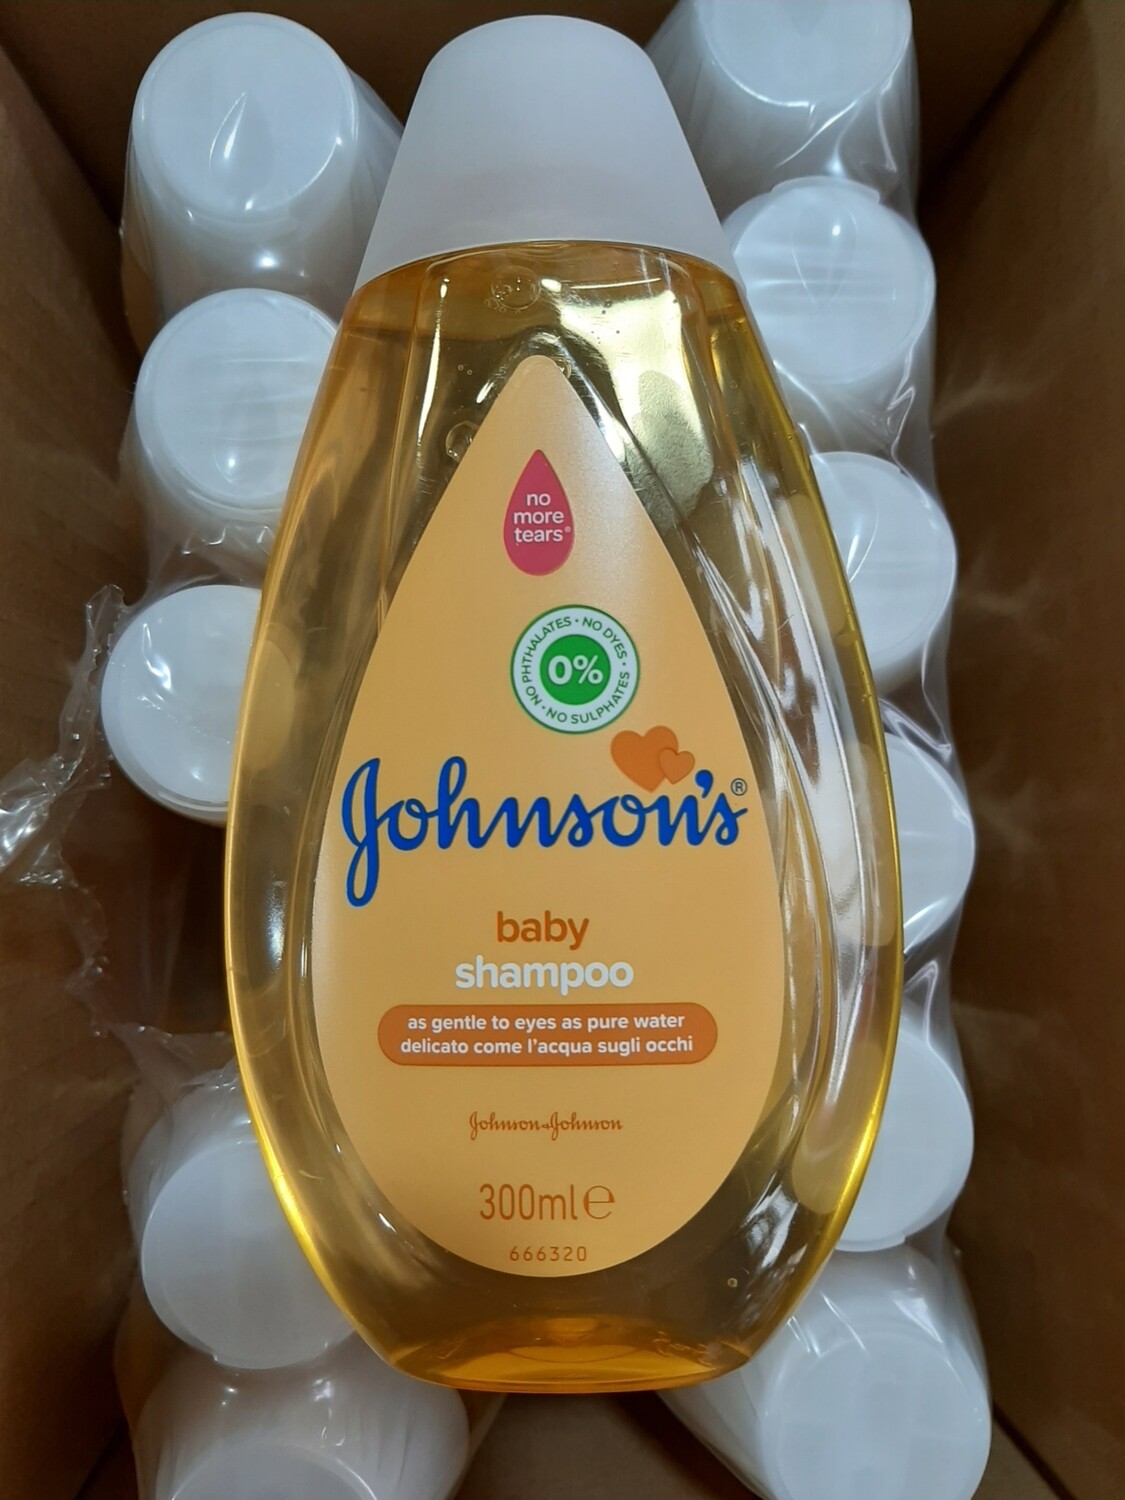 no
more
tears®
NO PHTHALATES • NO DYES • NO SULPHATES •
0%
Johnson's®
baby
shampoo
as gentle to eyes as pure water
delicato come l'acqua sugli occhi
Johnson+Johnson
300ml℮
666320